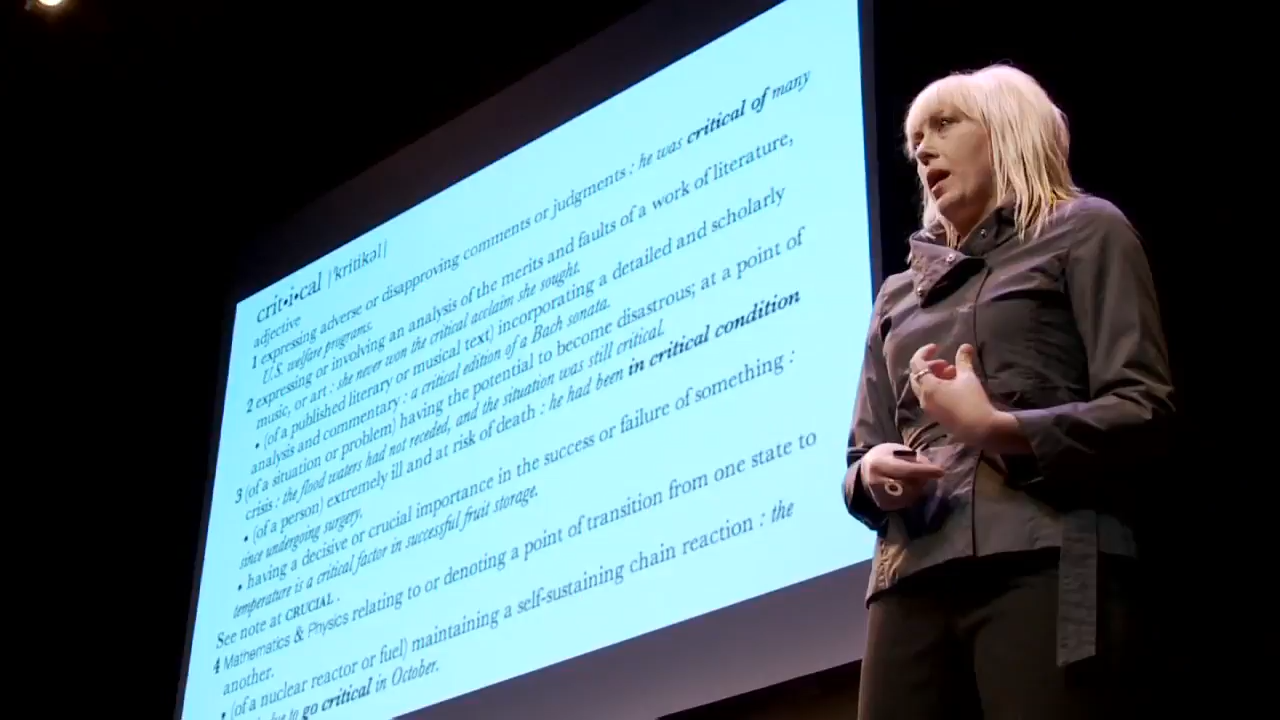 crit•i•cal |ˈkritikəl|
adjective
1 expressing adverse or disapproving comments or judgments : he was critical of many
U.S. welfare programs.
2 expressing or involving an analysis of the merits and faults of a work of literature,
music, or art : she never won the critical acclaim she sought.
• (of a published literary or musical text) incorporating a detailed and scholarly
analysis and commentary : a critical edition of a Bach sonata.
3 (of a situation or problem) having the potential to become disastrous; at a point of
crisis : the flood waters had not receded, and the situation was still critical.
• (of a person) extremely ill and at risk of death : he had been in critical condition
since undergoing surgery.
• having a decisive or crucial importance in the success or failure of something :
temperature is a critical factor in successful fruit storage.
See note at CRUCIAL .
4 Mathematics & Physics relating to or denoting a point of transition from one state to
another.
• (of a nuclear reactor or fuel) maintaining a self-sustaining chain reaction : the
due to go critical in October.